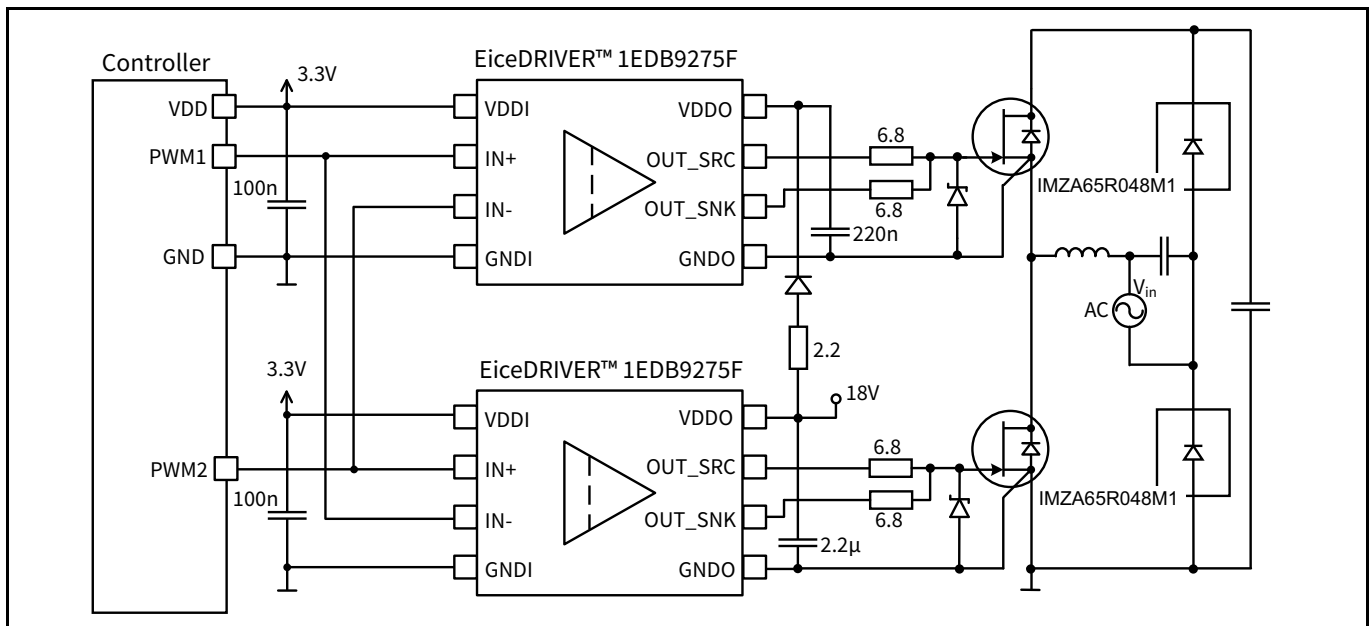 Controller
VDD
PWM1
GND
PWM2
3.3V
100n
3.3V
100n
EiceDRIVER™ 1EDB9275F
VDDI
IN+
IN-
GNDI
VDDO
OUT_SRC
OUT_SNK
GNDO
6.8
6.8
220n
2.2
EiceDRIVER™ 1EDB9275F
VDDI
IN+
IN-
GNDI
VDDO
OUT_SRC
OUT_SNK
GNDO
18V
6.8
6.8
2.2µ
IMZA65R048M1
Vin
AC
IMZA65R048M1